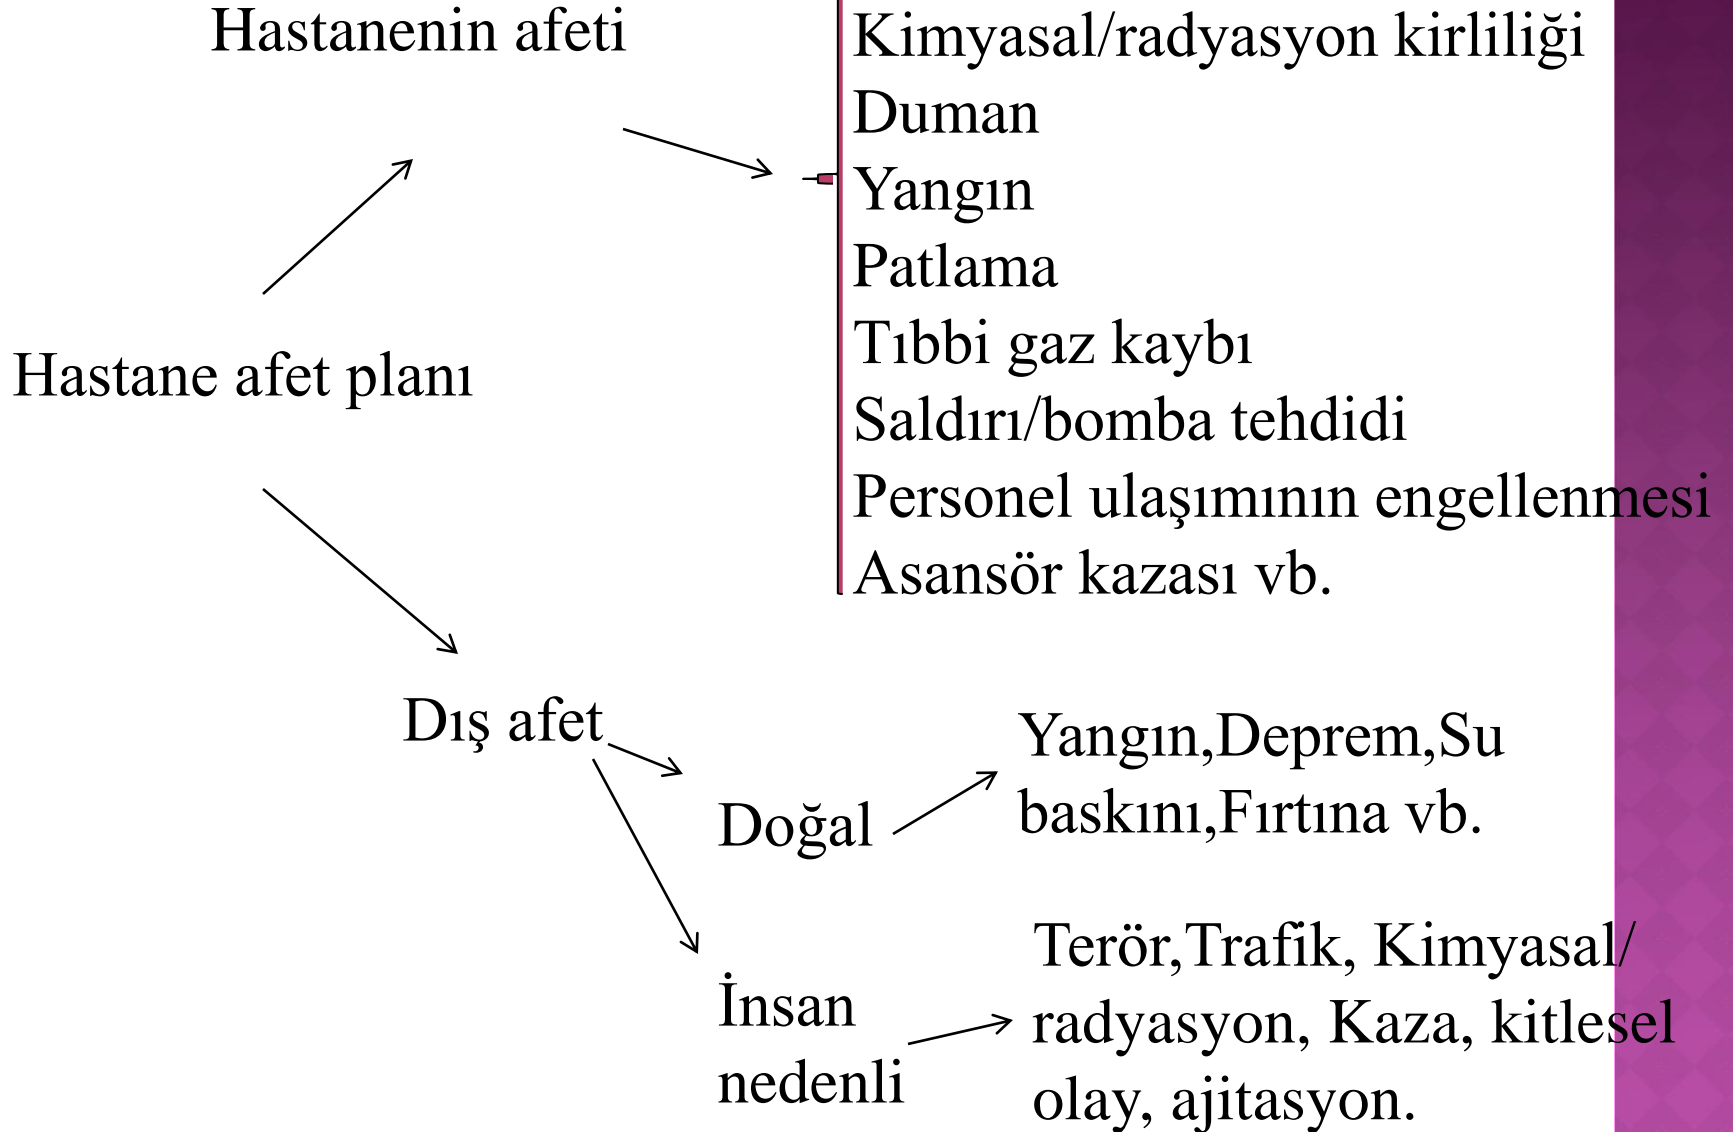 Hastanenin afeti
Kimyasal/radyasyon kirliliği
Duman
Yangın
Patlama
Tıbbi gaz kaybı
Saldırı/bomba tehdidi
Personel ulaşımının engellenmesi
Asansör kazası vb.
Hastane afet planı
Dış afet
Doğal
Yangın,Deprem,Su
baskını,Fırtına vb.
İnsan
nedenli
Terör,Trafik, Kimyasal/
radyasyon, Kaza, kitlesel
olay, ajitasyon.